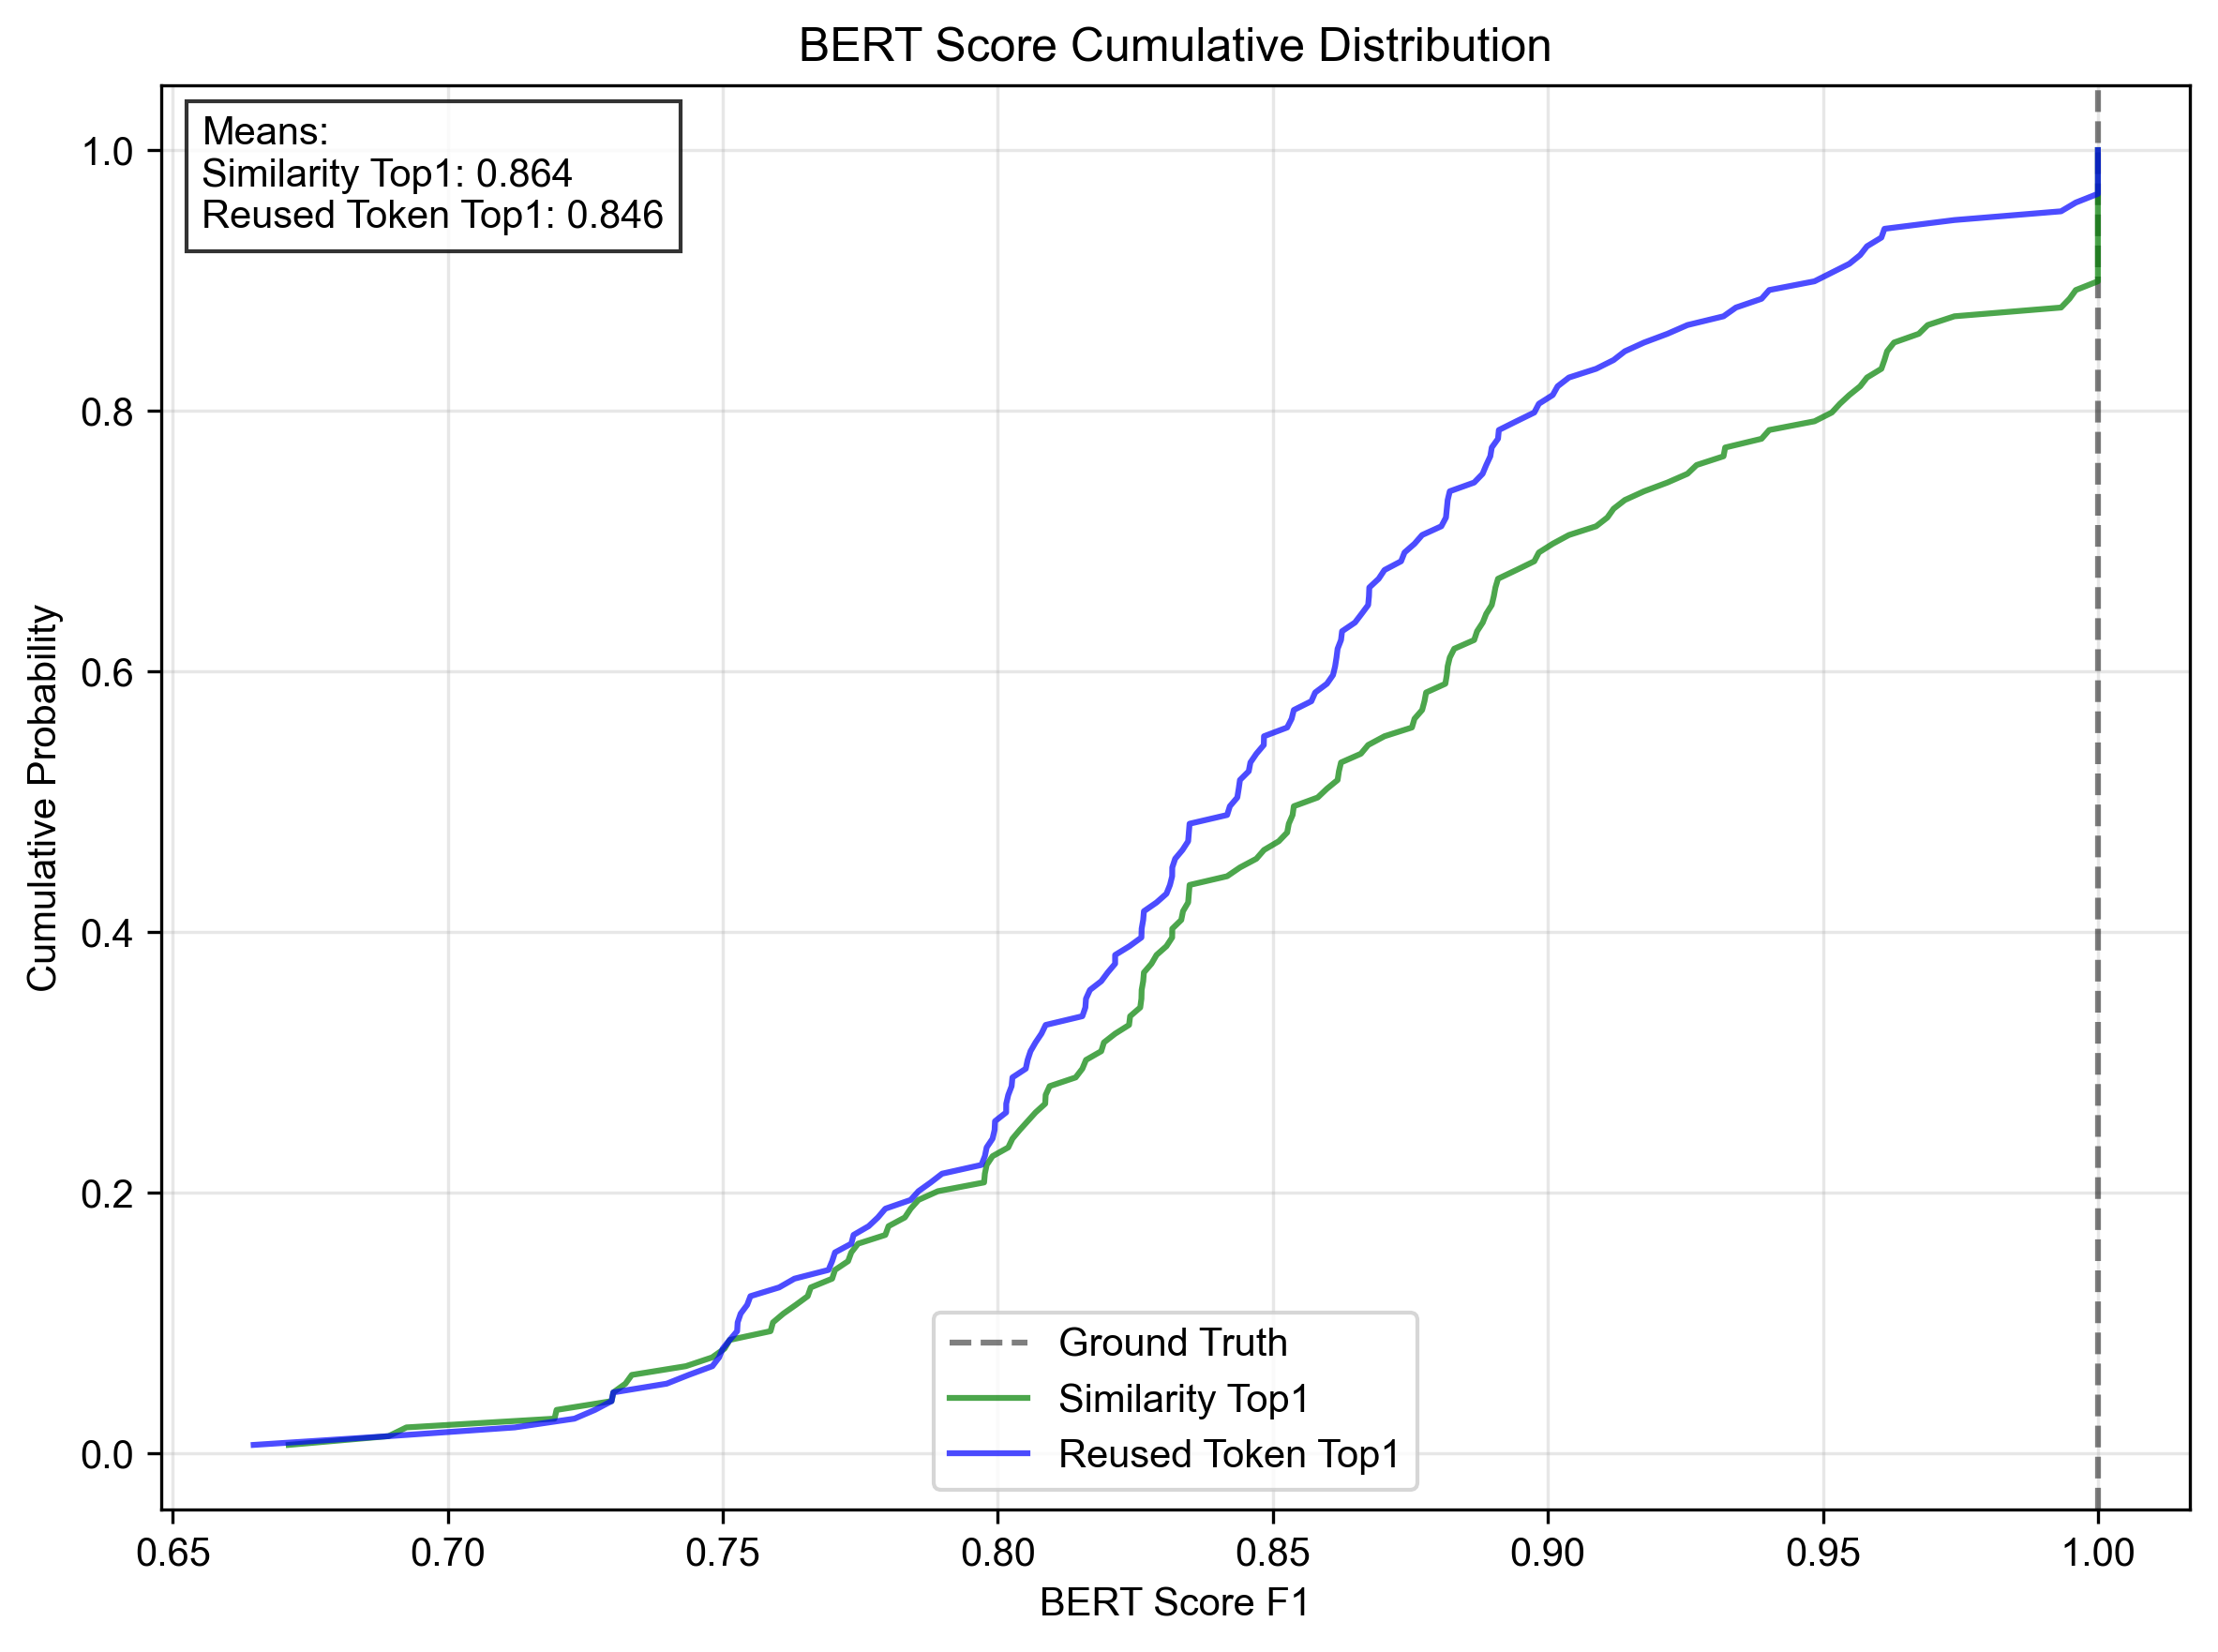 BERT Score Cumulative Distribution
Means:
Similarity Top1: 0.864
Reused Token Top1: 0.846
Cumulative Probability
1.0
0.8
0.6
0.4
0.2
0.0
Ground Truth
Similarity Top1
Reused Token Top1
0.65 0.70 0.75 0.80 0.85 0.90 0.95 1.00
BERT Score F1